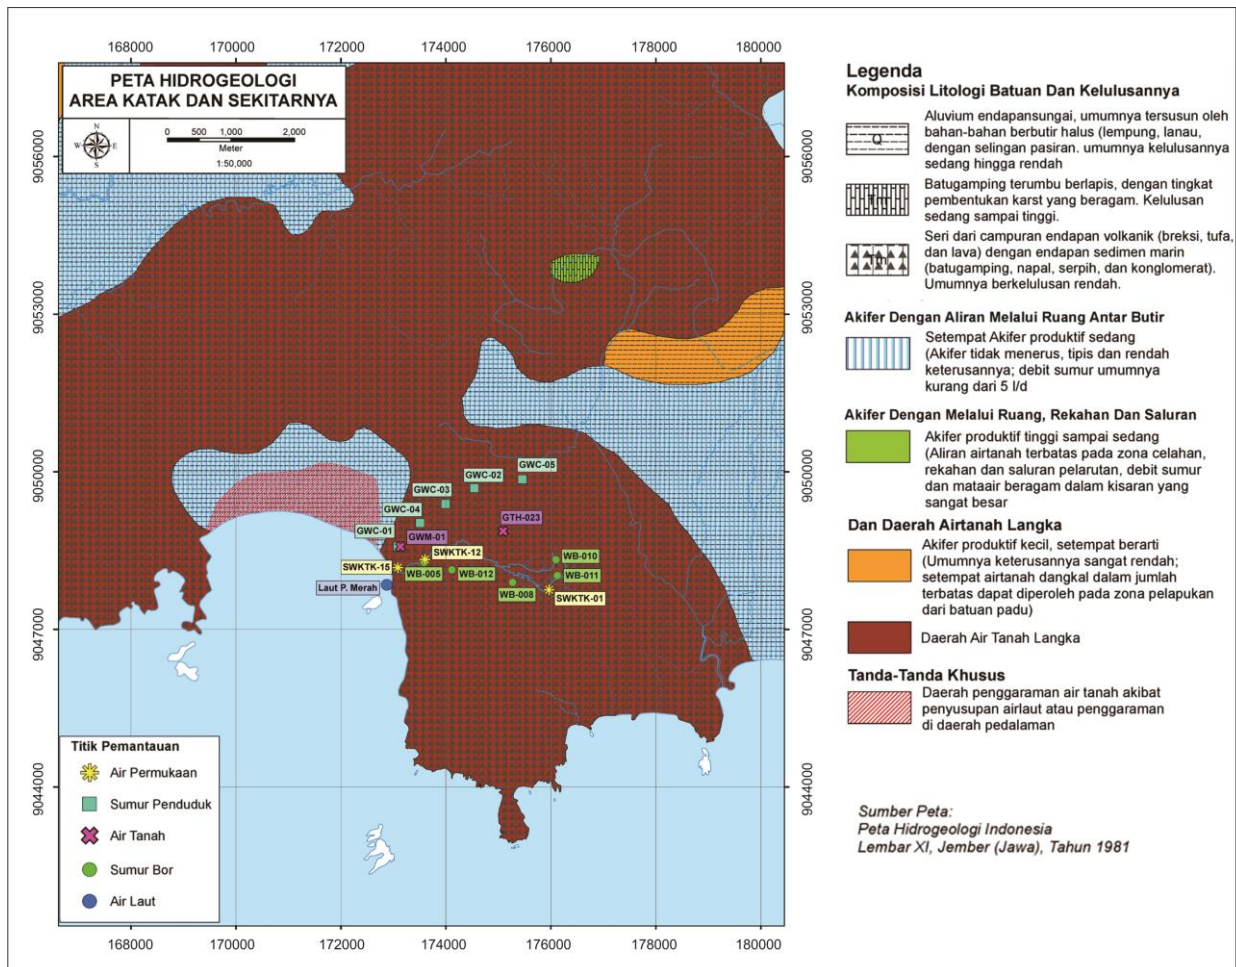 168000 170000 172000 174000 176000 178000 180000
PETA HIDROGEOLOGI
AREA KATAK DAN SEKITARNYA
N
W E
S
0 500 1,000 2,000
Meter
1:50,000
9056000
9053000
9050000
9047000
9044000
9056000
9053000
9050000
9047000
9044000
GWC-05
GWC-02
GWC-03
GWC-04
GTH-023
GWC-01
GWM-01
SWKTK-12
WB-010
SWKTK-15
WB-005
WB-012
WB-011
Laut P. Merah
WB-008
SWKTK-01
Titik Pemantauan
Air Permukaan
Sumur Penduduk
Air Tanah
Sumur Bor
Air Laut
168000 170000 172000 174000 176000 178000 180000
Legenda
Komposisi Litologi Batuan Dan Kelulusannya
Q
Aluvium endapansungai, umumnya tersusun oleh
bahan-bahan berbutir halus (lempung, lanau,
dengan selingan pasiran. umumnya kelulusannya
sedang hingga rendah
Batugamping terumbu berlapis, dengan tingkat
pembentukan karst yang beragam. Kelulusan
sedang sampai tinggi.
Seri dari campuran endapan volkanik (breksi, tufa,
dan lava) dengan endapan sedimen marin
(batugamping, napal, serpih, dan konglomerat).
Umumnya berkelulusan rendah.
Akifer Dengan Aliran Melalui Ruang Antar Butir
Setempat Akifer produktif sedang
(Akifer tidak menerus, tipis dan rendah
keterusannya; debit sumur umumnya
kurang dari 5 l/d
Akifer Dengan Melalui Ruang, Rekahan Dan Saluran
Akifer produktif tinggi sampai sedang
(Aliran airtanah terbatas pada zona celahan,
rekahan dan saluran pelarutan, debit sumur
dan mataair beragam dalam kisaran yang
sangat besar
Dan Daerah Airtanah Langka
Akifer produktif kecil, setempat berarti
(Umumnya keterusannya sangat rendah;
setempat airtanah dangkal dalam jumlah
terbatas dapat diperoleh pada zona pelapukan
dari batuan padu)
Daerah Air Tanah Langka
Tanda-Tanda Khusus
Daerah penggaraman air tanah akibat
penyusupan airlaut atau penggaraman
di daerah pedalaman
Sumber Peta:
Peta Hidrogeologi Indonesia
Lembar XI, Jember (Jawa), Tahun 1981